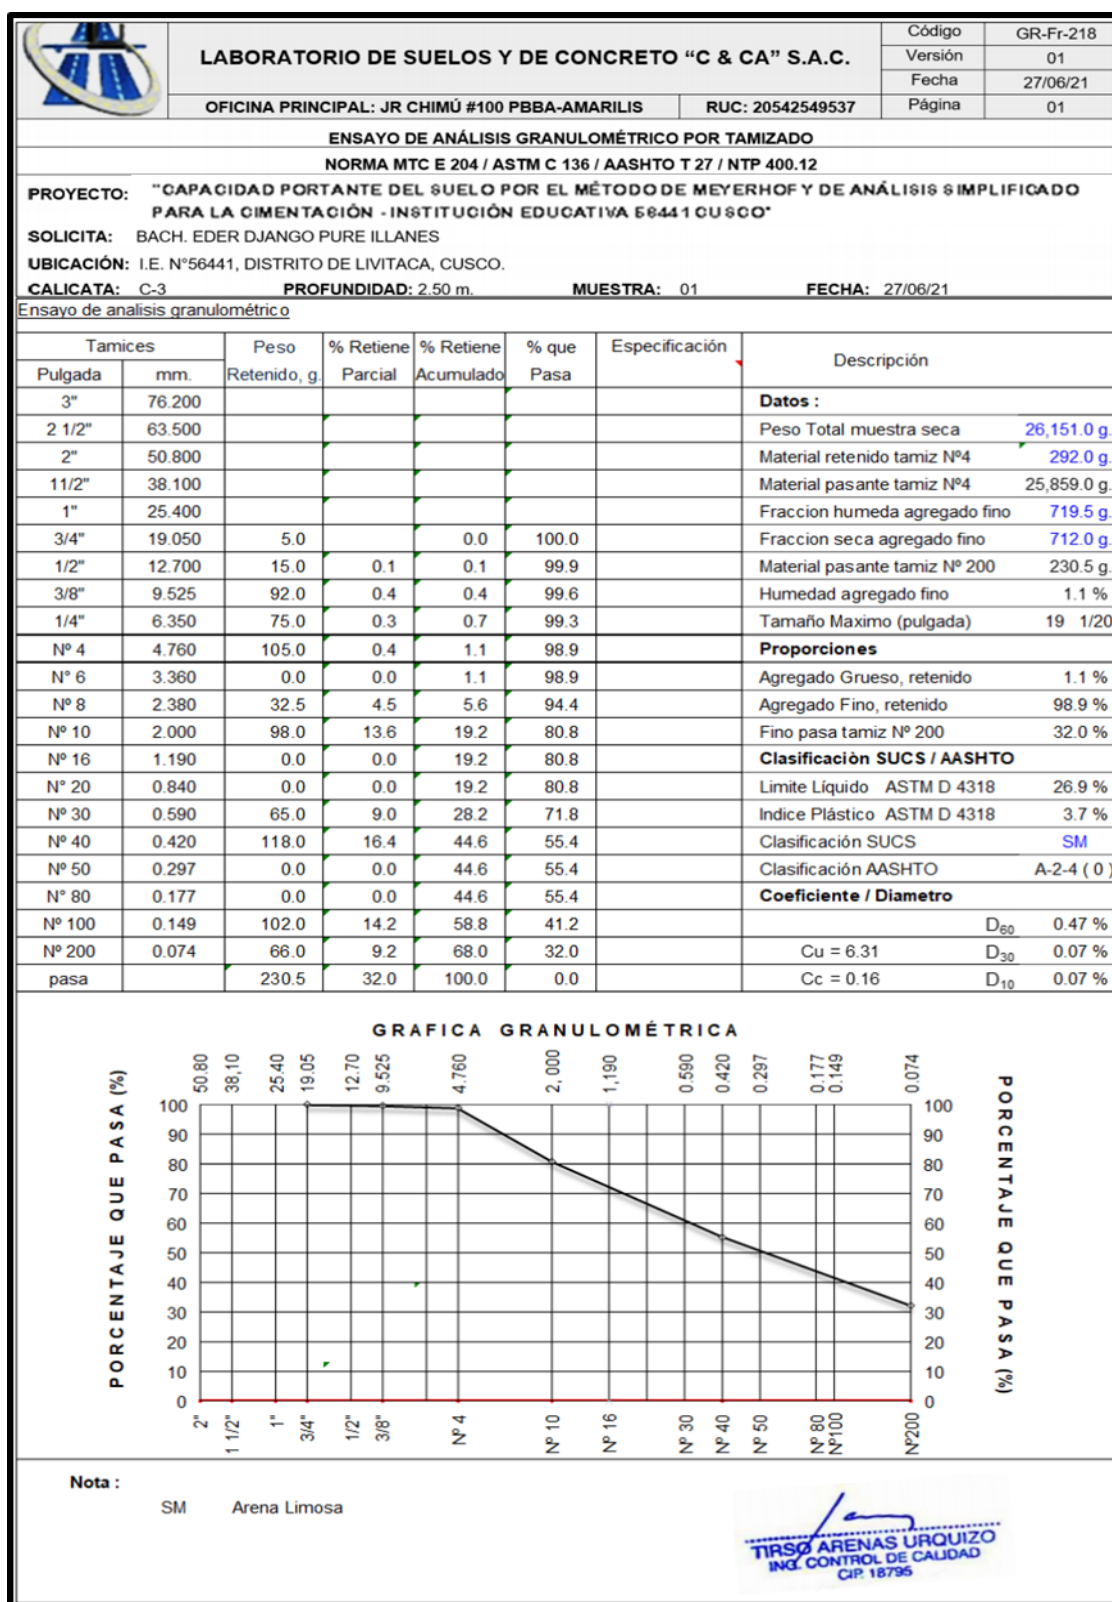 Código GR-Fr-218
LABORATORIO DE SUELOS Y DE CONCRETO “C & CA” S.A.C.
Versión 01
Fecha 27/06/21
OFICINA PRINCIPAL: JR CHIMÚ #100 PBBA-AMARILIS RUC: 20542549537 Página 01
ENSAYO DE ANÁLISIS GRANULOMÉTRICO POR TAMIZADO
NORMA MTC E 204 / ASTM C 136 / AASHTO T 27 / NTP 400.12
PROYECTO: "CAPACIDAD PORTANTE DEL SUELO POR EL MÉTODO DE MEYERHOF Y DE ANÁLISIS SIMPLIFICADO
PARA LA CIMENTACIÓN - INSTITUCIÓN EDUCATIVA 56441 CUSCO"
SOLICITA: BACH. EDER DJANGO PURE ILLANES
UBICACIÓN: I.E. N°56441, DISTRITO DE LIVITACA, CUSCO.
CALICATA: C-3 PROFUNDIDAD: 2.50 m. MUESTRA: 01 FECHA: 27/06/21
Ensayo de analisis granulométrico
Tamices Peso % Retiene % Retiene % que Especificación Descripción
Pulgada mm. Retenido, g. Parcial Acumulado Pasa
3" 76.200 Datos :
2 1/2" 63.500 Peso Total muestra seca 26,151.0 g.
2" 50.800 Material retenido tamiz Nº4 292.0 g.
11/2" 38.100 Material pasante tamiz Nº4 25,859.0 g.
1" 25.400 Fraccion humeda agregado fino 719.5 g.
3/4" 19.050 5.0 0.0 100.0 Fraccion seca agregado fino 712.0 g.
1/2" 12.700 15.0 0.1 0.1 99.9 Material pasante tamiz Nº 200 230.5 g.
3/8" 9.525 92.0 0.4 0.4 99.6 Humedad agregado fino 1.1 %
1/4" 6.350 75.0 0.3 0.7 99.3 Tamaño Maximo (pulgada) 19 1/20
Nº 4 4.760 105.0 0.4 1.1 98.9 Proporciones
N° 6 3.360 0.0 0.0 1.1 98.9 Agregado Grueso, retenido 1.1 %
Nº 8 2.380 32.5 4.5 5.6 94.4 Agregado Fino, retenido 98.9 %
Nº 10 2.000 98.0 13.6 19.2 80.8 Fino pasa tamiz Nº 200 32.0 %
Nº 16 1.190 0.0 0.0 19.2 80.8 Clasificaciòn SUCS / AASHTO
N° 20 0.840 0.0 0.0 19.2 80.8 Limite Líquido ASTM D 4318 26.9 %
Nº 30 0.590 65.0 9.0 28.2 71.8 Indice Plástico ASTM D 4318 3.7 %
Nº 40 0.420 118.0 16.4 44.6 55.4 Clasificación SUCS SM
Nº 50 0.297 0.0 0.0 44.6 55.4 Clasificación AASHTO A-2-4 ( 0 )
N° 80 0.177 0.0 0.0 44.6 55.4 Coeficiente / Diametro
Nº 100 0.149 102.0 14.2 58.8 41.2 D60 0.47 %
Nº 200 0.074 66.0 9.2 68.0 32.0 Cu = 6.31 D30 0.07 %
pasa 230.5 32.0 100.0 0.0 Cc = 0.16 D10 0.07 %
GRAFICA GRANULOMÉTRICA
50.80 38,10 25.40 19.05 12.70 9.525 4.760 2,000 1,190 0.590 0.420 0.297 0.177 0.149 0.074
PORCENTAJE QUE PASA (%)
100 100
90 90
80 80
70 70
60 60
50 50
40 40
30 30
20 20
10 10
0 0
PORCENTAJE QUE PASA (%)
2" 1 1/2" 1" 3/4" 1/2" 3/8" Nº 4 Nº 10 Nº 16 Nº 30 Nº 40 Nº 50 Nº 80 Nº100 Nº200
Nota :
SM Arena Limosa
TIRSO ARENAS URQUIZO
ING. CONTROL DE CALIDAD
CIP. 18795